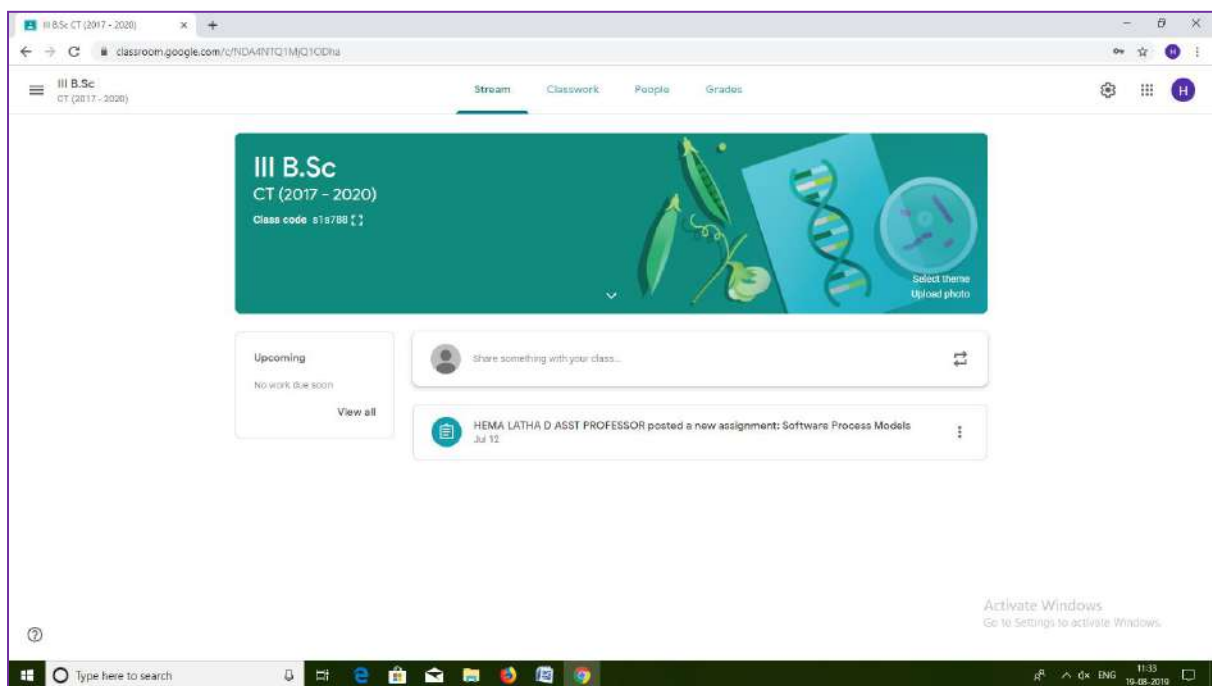 III B.Sc CT (2017 - 2020)
classroom.google.com/c/NDA4NTQ1MjQ1ODha
III B.Sc
CT (2017 - 2020)
Stream Classwork People Grades
H
III B.Sc
CT (2017 - 2020)
Class code s1s788
Select theme
Upload photo
Upcoming
No work due soon
View all
Share something with your class...
HEMA LATHA D ASST PROFESSOR posted a new assignment: Software Process Models
Jul 12
Activate Windows
Go to Settings to activate Windows.
Type here to search
ENG
11:33
19-08-2019